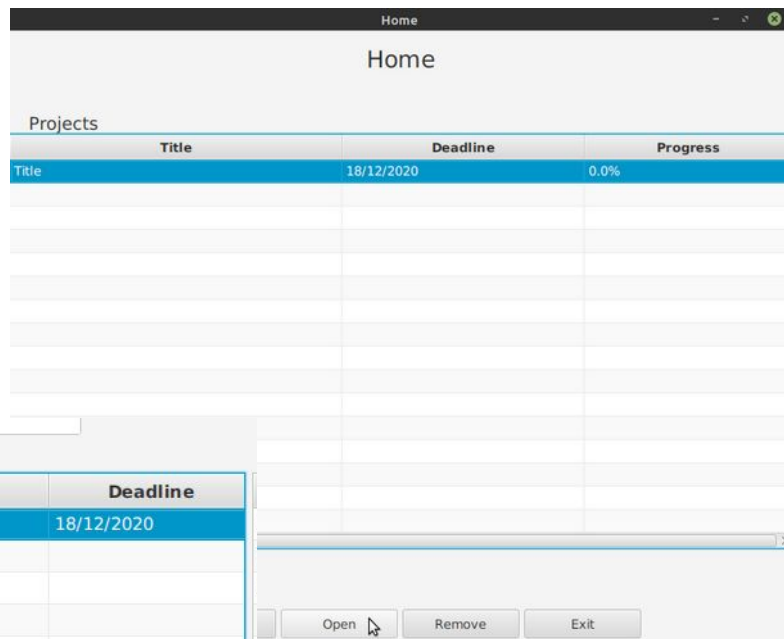 Home
Home
Projects
Title Deadline Progress
Title 18/12/2020 0.0%
Deadline
18/12/2020
Open Remove Exit